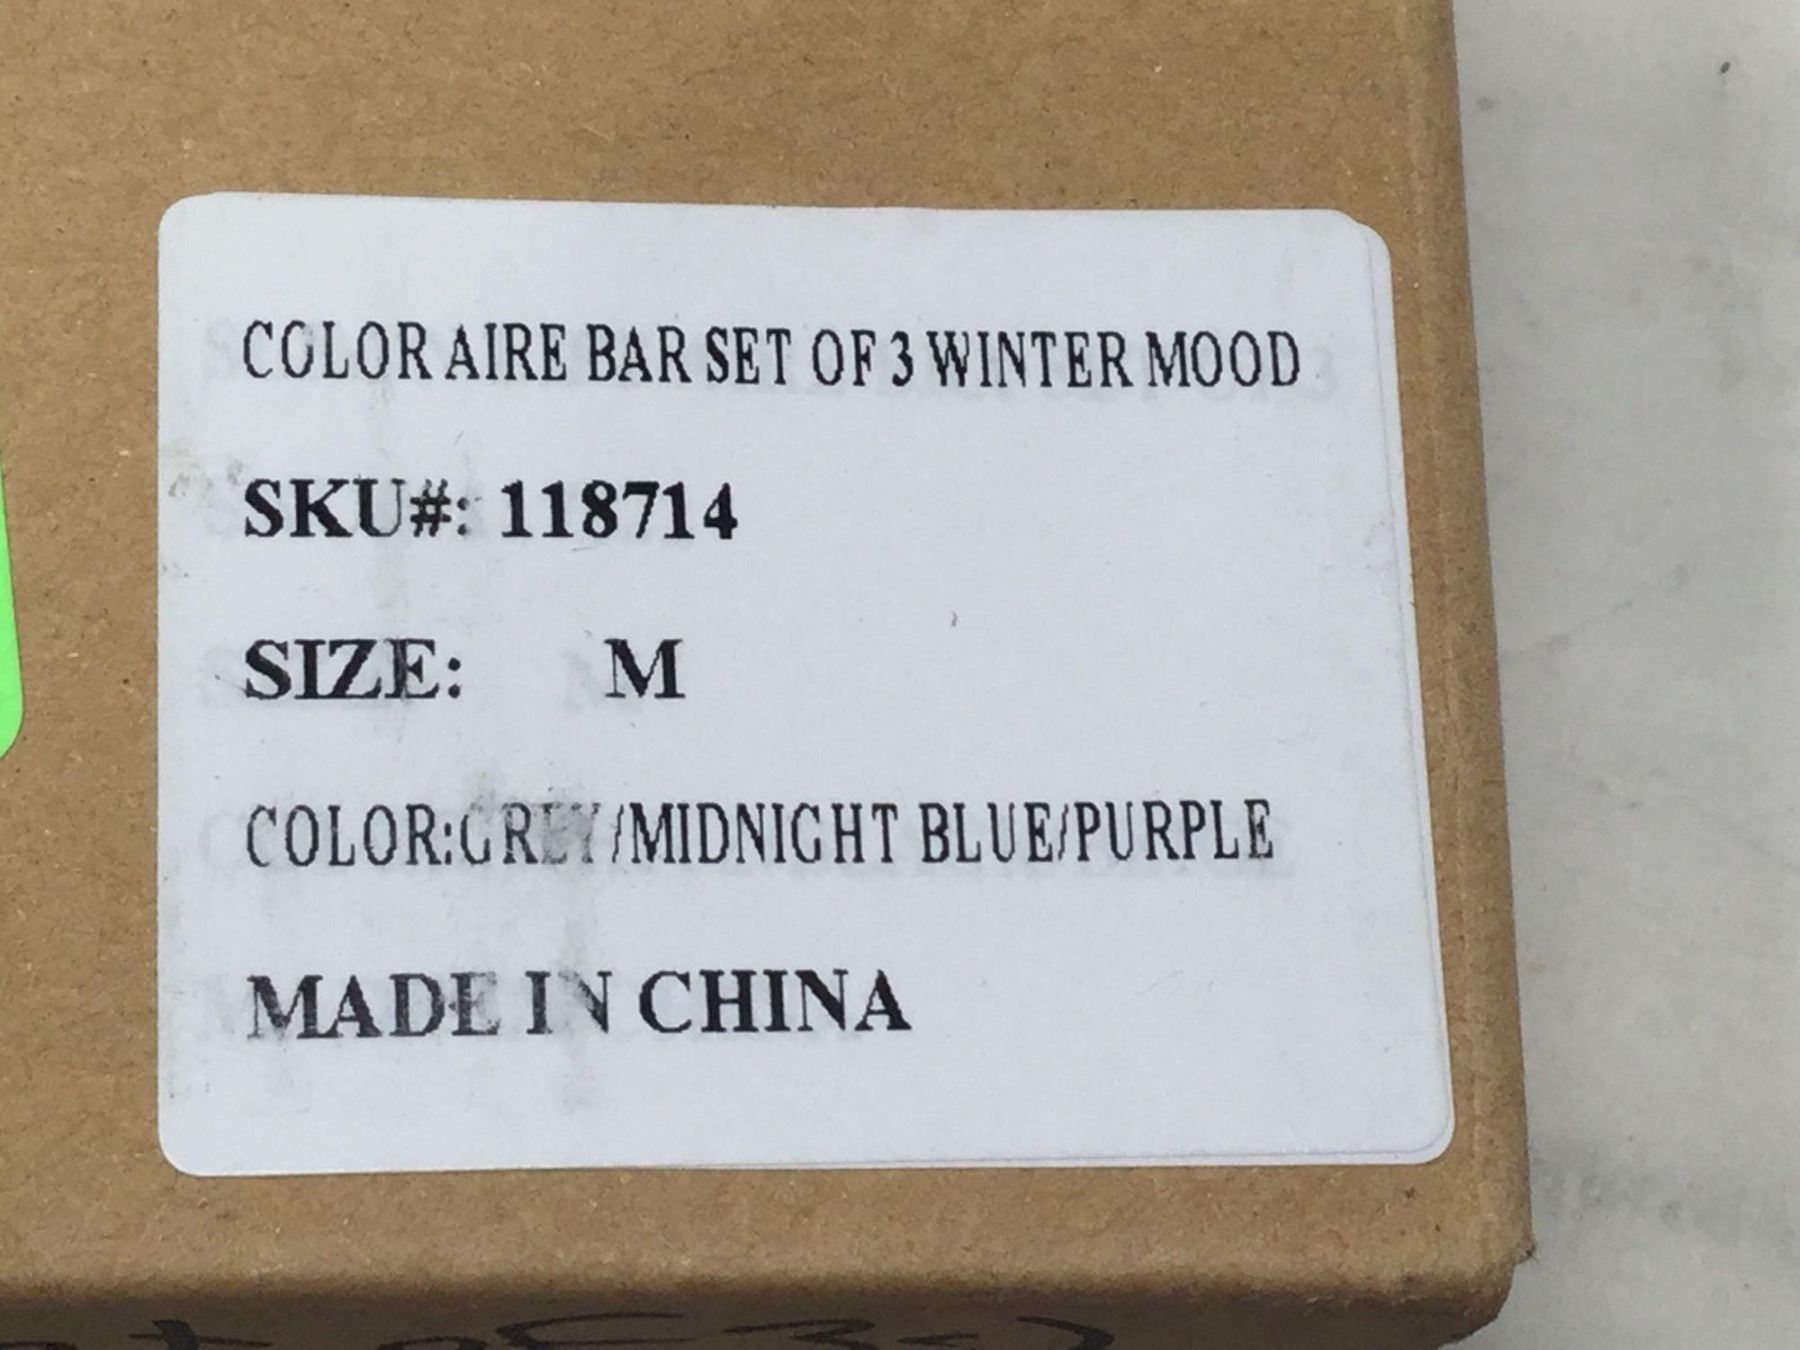 COLOR AIRE BAR SET OF 3 WINTER MOOD
SKU#: 118714
SIZE: M
COLOR:GREY/MIDNIGHT BLUE/PURPLE
MADE IN CHINA